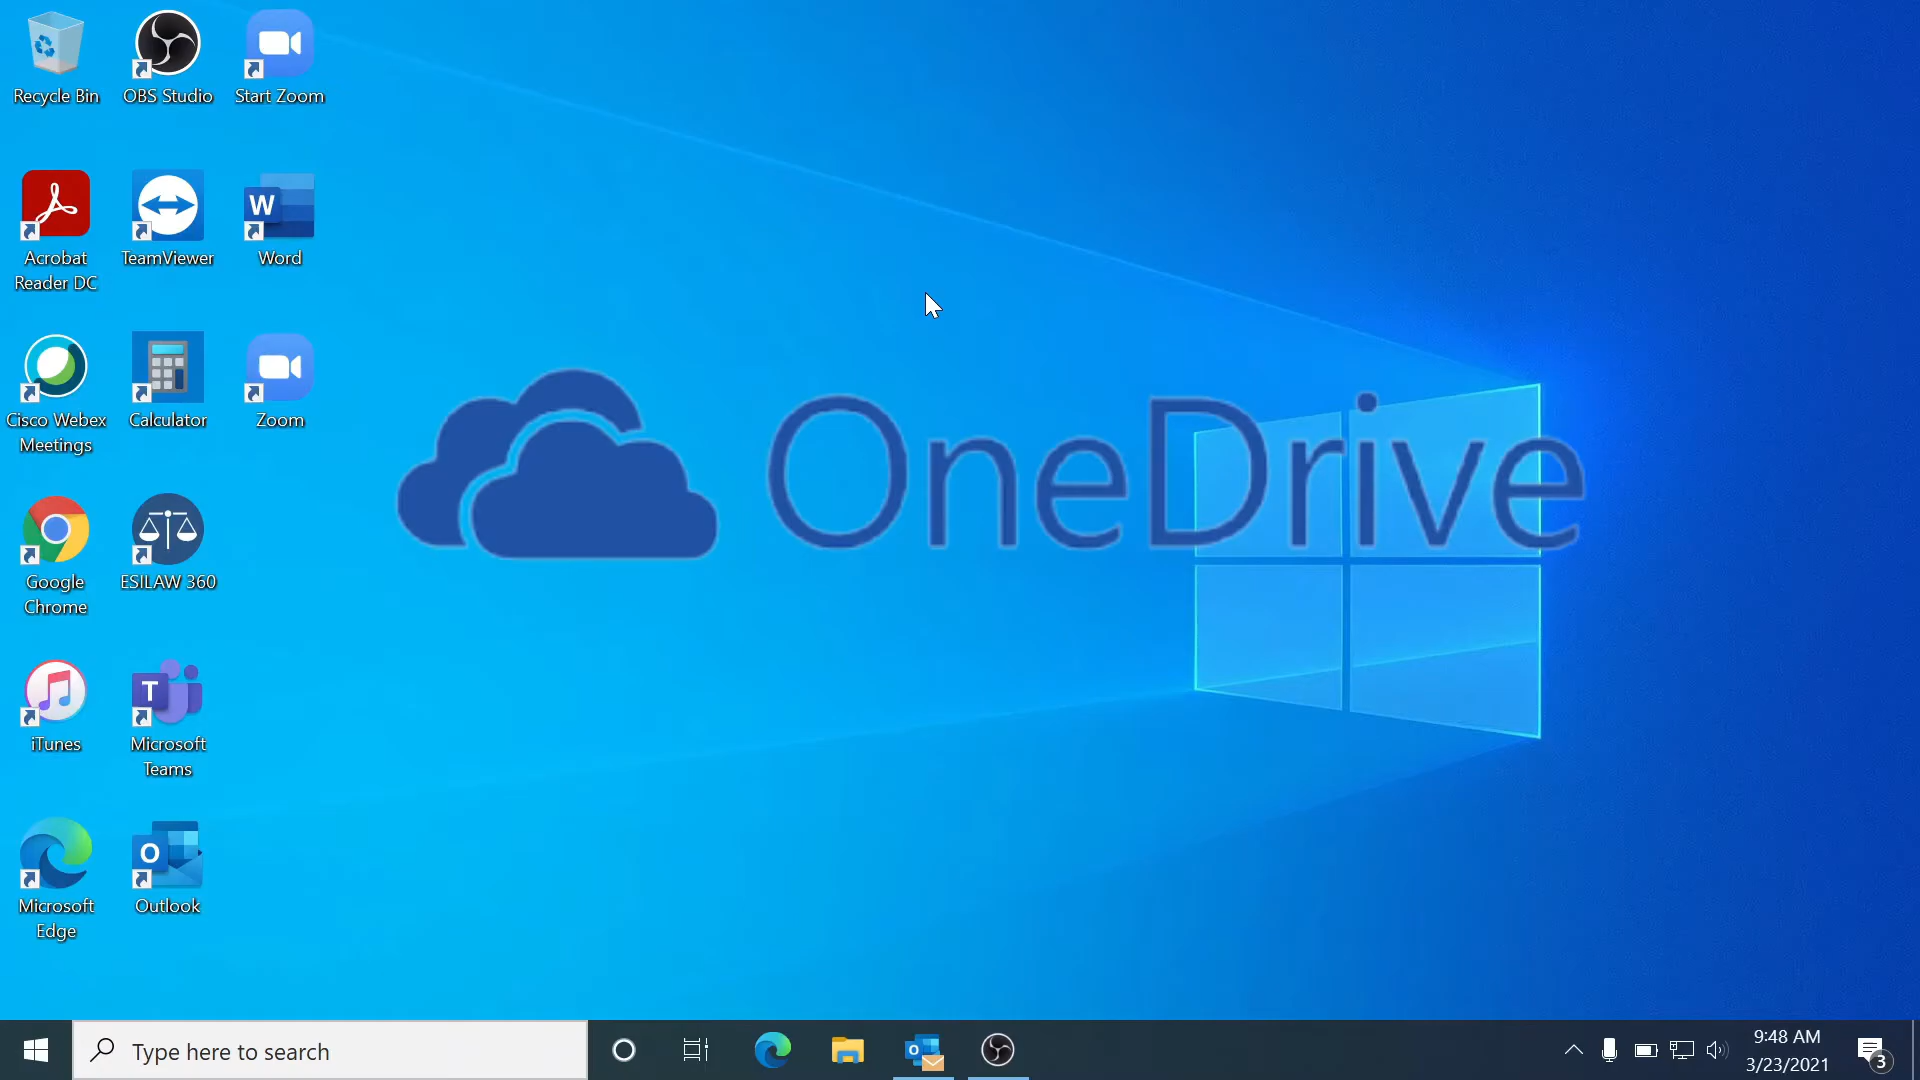 Recycle Bin
OBS Studio
Start Zoom
Acrobat
Reader DC
TeamViewer
W
Word
Cisco Webex
Meetings
Calculator
Zoom
OneDrive
Google
Chrome
ESILAW 360
iTunes
T
Microsoft
Teams
Microsoft
Edge
O
Outlook
Type here to search
O
9:48 AM
3/23/2021
3